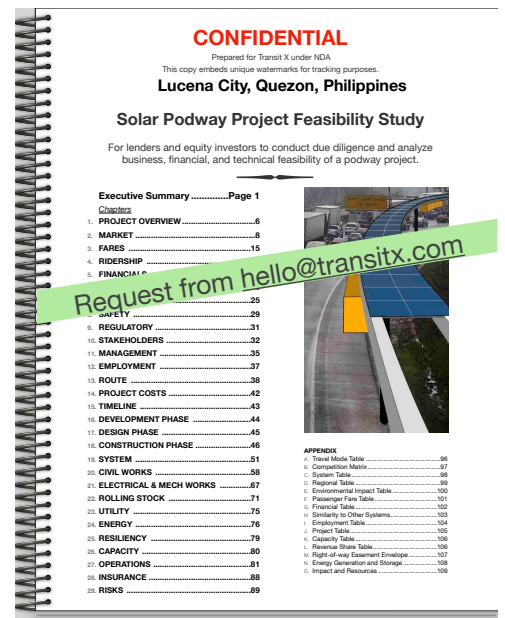 CONFIDENTIAL
Prepared for Transit X under NDA
This copy embeds unique watermarks for tracking purposes.
Lucena City, Quezon, Philippines
Solar Podway Project Feasibility Study
For lenders and equity investors to conduct due diligence and analyze
business, financial, and technical feasibility of a podway project.
Executive Summary..............Page 1
Chapters
1. PROJECT OVERVIEW..................................6
2. MARKET..................................................8
3. FARES ..................................................15
4. RIDERSHIP
5. FINANCIALS
Request from hello@transitx.com
25
8. SAFETY ..................................................29
9. REGULATORY ..........................................31
10. STAKEHOLDERS ......................................32
11. MANAGEMENT ........................................35
12. EMPLOYMENT ........................................37
13. ROUTE ..................................................38
14. PROJECT COSTS ....................................42
15. TIMELINE ..............................................43
16. DEVELOPMENT PHASE ............................44
17. DESIGN PHASE ......................................45
18. CONSTRUCTION PHASE ..........................46
19. SYSTEM ................................................51
20. CIVIL WORKS ........................................58
21. ELECTRICAL & MECH WORKS ..................67
22. ROLLING STOCK ....................................71
23. UTILITY ................................................75
24. ENERGY ................................................76
25. RESILIENCY ..........................................79
26. CAPACITY ............................................80
27. OPERATIONS ........................................81
28. INSURANCE ..........................................88
29. RISKS ..................................................89
APPENDIX
A. Travel Mode Table ....................................96
B. Competition Matrix....................................97
C. System Table ..........................................98
D. Regional Table ........................................99
E. Environmental Impact Table ......................100
F. Passenger Fare Table ..............................101
G. Financial Table ......................................102
H. Similarity to Other Systems ......................103
I. Employment Table ..................................104
J. Project Table..........................................105
K. Capacity Table ......................................106
L. Revenue Share Table................................106
M. Right-of-way Easement Envelope..............107
N. Energy Generation and Storage................108
O. Impact and Resources ............................109